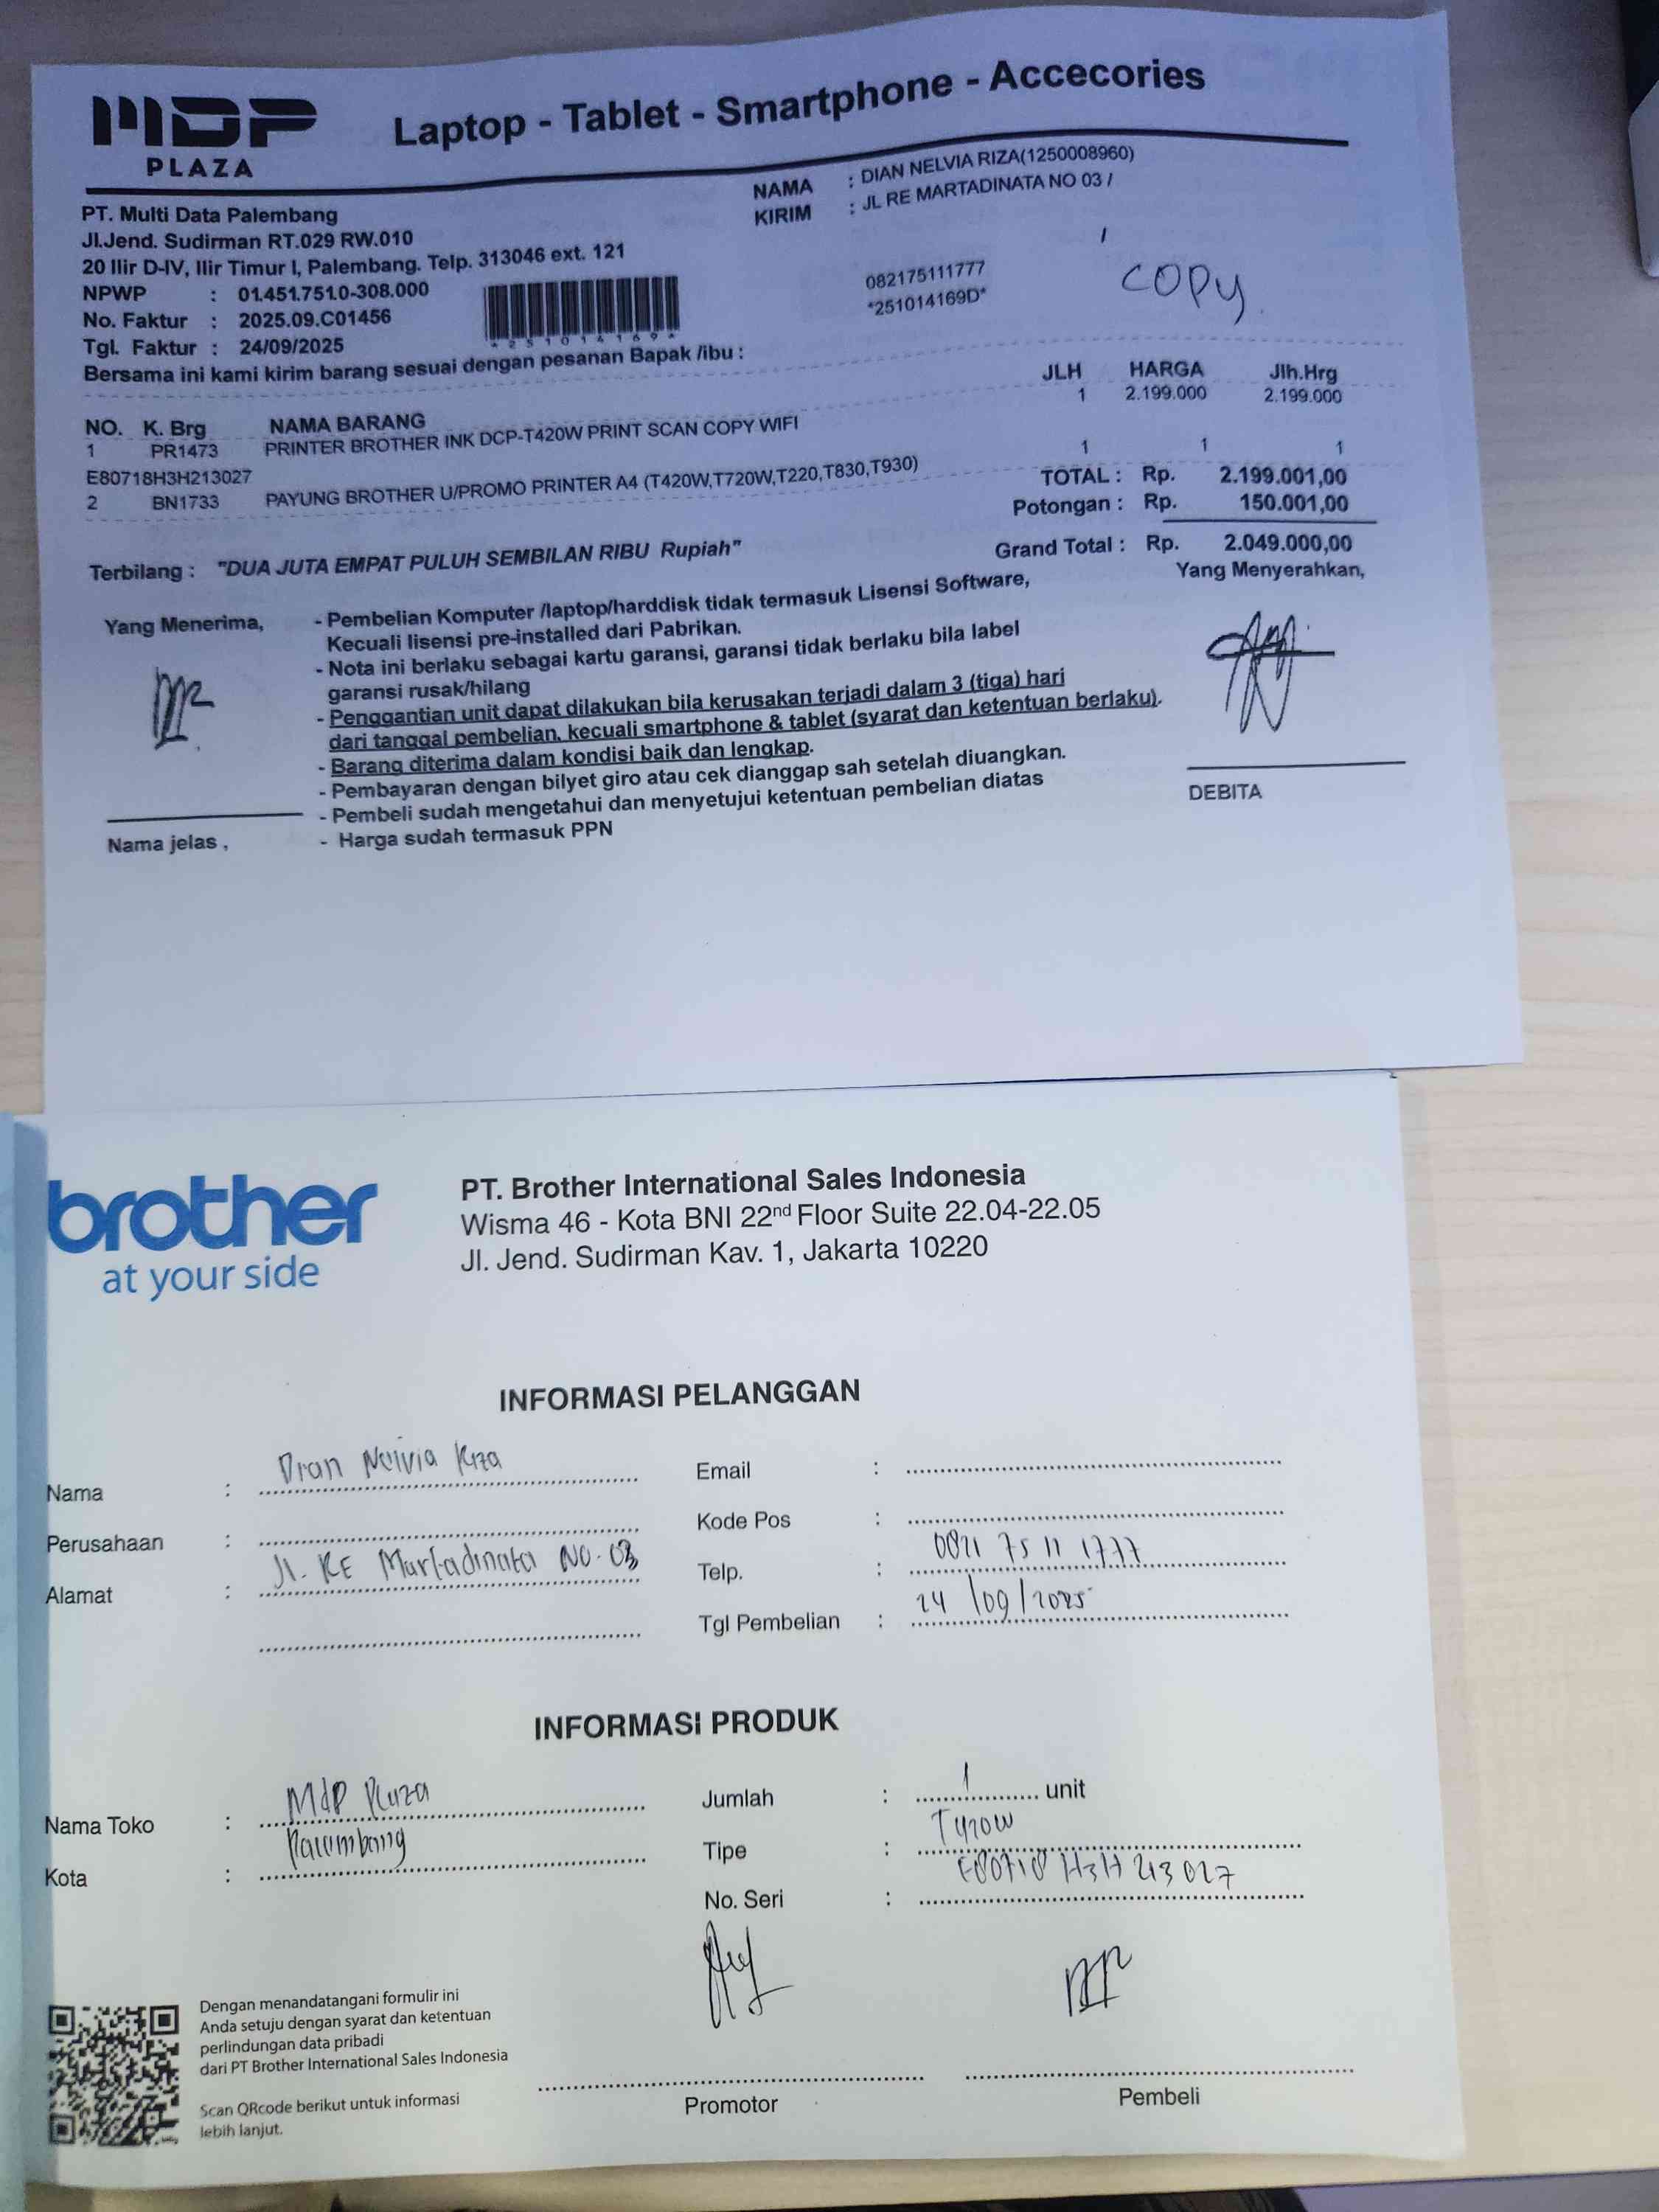 MDP
PLAZA
Laptop - Tablet - Smartphone - Accecories
PT. Multi Data Palembang
Jl.Jend. Sudirman RT.029 RW.010
20 Ilir D-IV, Ilir Timur I, Palembang. Telp. 313046 ext. 121
NPWP : 01.451.751.0-308.000
No. Faktur : 2025.09.C01456
Tgl. Faktur : 24/09/2025
*251014169*
NAMA : DIAN NELVIA RIZA(1250008960)
KIRIM : JL RE MARTADINATA NO 03 /
/
082175111777
*251014169D*
COPY
Bersama ini kami kirim barang sesuai dengan pesanan Bapak /ibu :
NO. K. Brg NAMA BARANG JLH HARGA Jlh.Hrg
1 PR1473 PRINTER BROTHER INK DCP-T420W PRINT SCAN COPY WIFI 1 2.199.000 2.199.000
E80718H3H213027
2 BN1733 PAYUNG BROTHER U/PROMO PRINTER A4 (T420W,T720W,T220,T830,T930) 1 1 1
TOTAL : Rp. 2.199.001,00
Potongan : Rp. 150.001,00
Grand Total : Rp. 2.049.000,00
Terbilang : "DUA JUTA EMPAT PULUH SEMBILAN RIBU Rupiah"
Yang Menerima,
Yang Menyerahkan,
- Pembelian Komputer /laptop/harddisk tidak termasuk Lisensi Software,
Kecuali lisensi pre-installed dari Pabrikan.
- Nota ini berlaku sebagai kartu garansi, garansi tidak berlaku bila label
garansi rusak/hilang
- Penggantian unit dapat dilakukan bila kerusakan terjadi dalam 3 (tiga) hari
dari tanggal pembelian, kecuali smartphone & tablet (syarat dan ketentuan berlaku).
- Barang diterima dalam kondisi baik dan lengkap.
- Pembayaran dengan bilyet giro atau cek dianggap sah setelah diuangkan.
- Pembeli sudah mengetahui dan menyetujui ketentuan pembelian diatas
- Harga sudah termasuk PPN
Nama jelas ,
DEBITA
brother
at your side
PT. Brother International Sales Indonesia
Wisma 46 - Kota BNI 22nd Floor Suite 22.04-22.05
Jl. Jend. Sudirman Kav. 1, Jakarta 10220
INFORMASI PELANGGAN
Nama : Dian Nelvia Riza
Perusahaan :
Alamat : Jl. RE Martadinata No. 03
Email :
Kode Pos :
Telp. : 0821 75 11 1777
Tgl Pembelian : 24 /09/2025
INFORMASI PRODUK
Nama Toko : Mdp Plaza
Kota : Palembang
Jumlah : 1 unit
Tipe : T420W
No. Seri : E80718 H3H 213 027
Dengan menandatangani formulir ini
Anda setuju dengan syarat dan ketentuan
perlindungan data pribadi
dari PT Brother International Sales Indonesia
Scan QRcode berikut untuk informasi
lebih lanjut.
Promotor
Pembeli